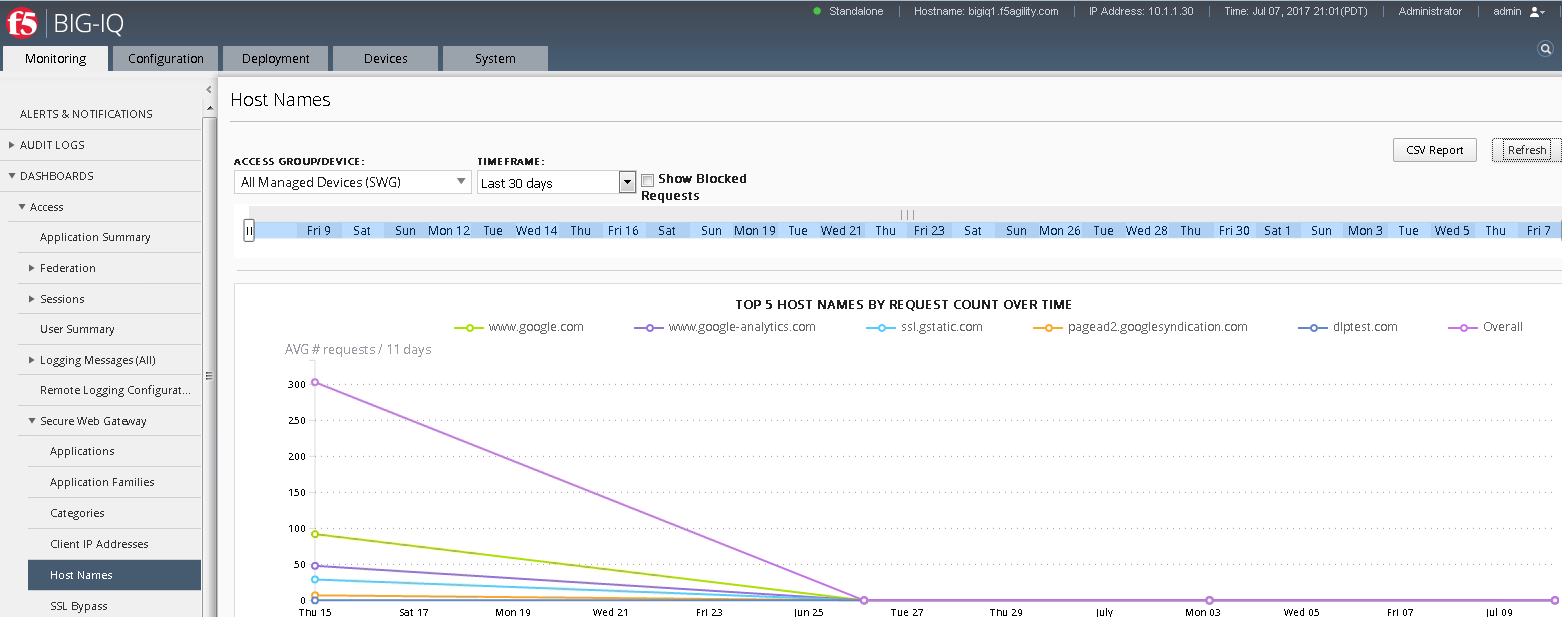 f5 BIG-IQ
Standalone Hostname: bigiq1.f5agility.com IP Address: 10.1.1.30 Time: Jul 07, 2017 21:01(PDT) Administrator admin
Monitoring Configuration Deployment Devices System
ALERTS & NOTIFICATIONS
AUDIT LOGS
DASHBOARDS
Access
Application Summary
Federation
Sessions
User Summary
Logging Messages (All)
Remote Logging Configurat...
Secure Web Gateway
Applications
Application Families
Categories
Client IP Addresses
Host Names
SSL Bypass
Host Names
CSV Report Refresh
ACCESS GROUP/DEVICE: TIMEFRAME:
All Managed Devices (SWG) Last 30 days Show Blocked
Requests
Fri 9 Sat Sun Mon 12 Tue Wed 14 Thu Fri 16 Sat Sun Mon 19 Tue Wed 21 Thu Fri 23 Sat Sun Mon 26 Tue Wed 28 Thu Fri 30 Sat 1 Sun Mon 3 Tue Wed 5 Thu Fri 7
TOP 5 HOST NAMES BY REQUEST COUNT OVER TIME
www.google.com www.google-analytics.com ssl.gstatic.com pagead2.googlesyndication.com dlptest.com Overall
AVG # requests / 11 days
300
250
200
150
100
50
0
Thu 15 Sat 17 Mon 19 Wed 21 Fri 23 Jun 25 Tue 27 Thu 29 July Mon 03 Wed 05 Fri 07 Jul 09